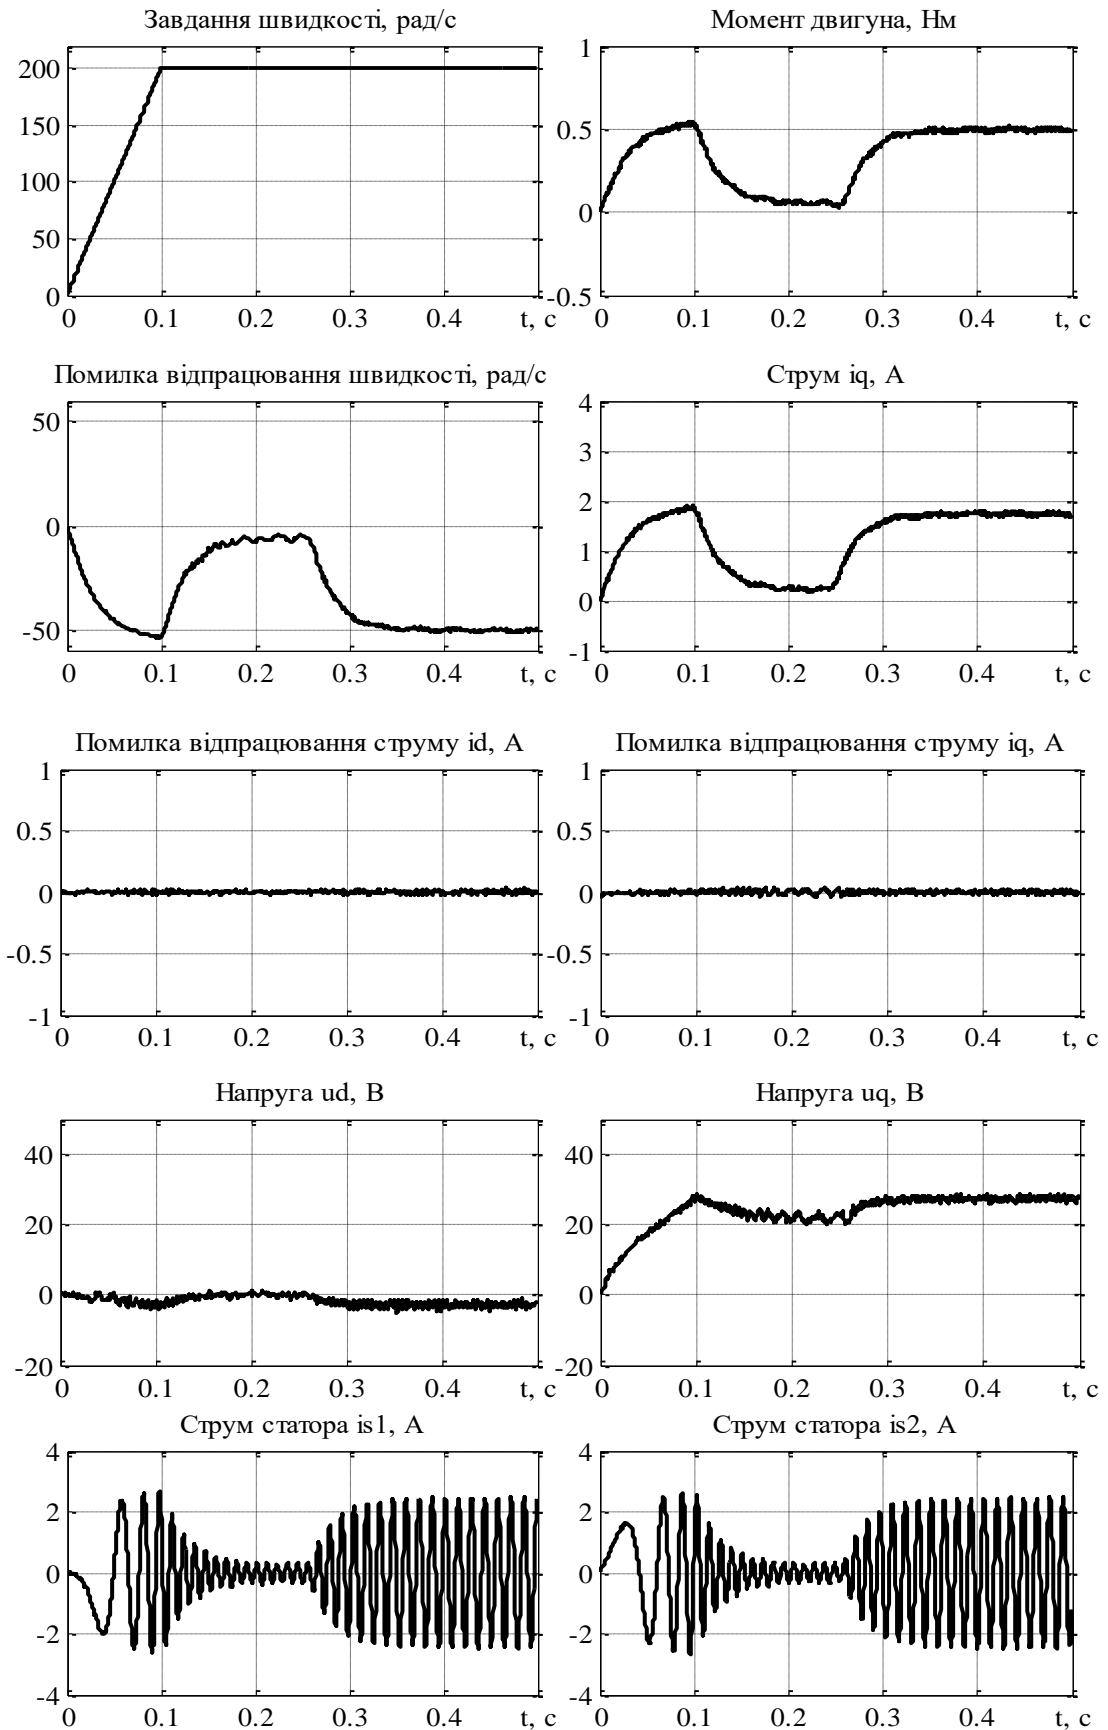 Завдання швидкості, рад/с
200
150
100
50
0
0 0.1 0.2 0.3 0.4 t, с
Момент двигуна, Нм
1
0.5
0
-0.5
0 0.1 0.2 0.3 0.4 t, с
Помилка відпрацювання швидкості, рад/с
50
0
-50
0 0.1 0.2 0.3 0.4 t, с
Струм iq, А
4
3
2
1
0
-1
0 0.1 0.2 0.3 0.4 t, с
Помилка відпрацювання струму id, А
1
0.5
0
-0.5
-1
0 0.1 0.2 0.3 0.4 t, с
Помилка відпрацювання струму iq, А
1
0.5
0
-0.5
-1
0 0.1 0.2 0.3 0.4 t, с
Напруга ud, В
40
20
0
-20
0 0.1 0.2 0.3 0.4 t, с
Напруга uq, В
40
20
0
-20
0 0.1 0.2 0.3 0.4 t, с
Струм статора is1, А
4
2
0
-2
-4
0 0.1 0.2 0.3 0.4 t, с
Струм статора is2, А
4
2
0
-2
-4
0 0.1 0.2 0.3 0.4 t, с